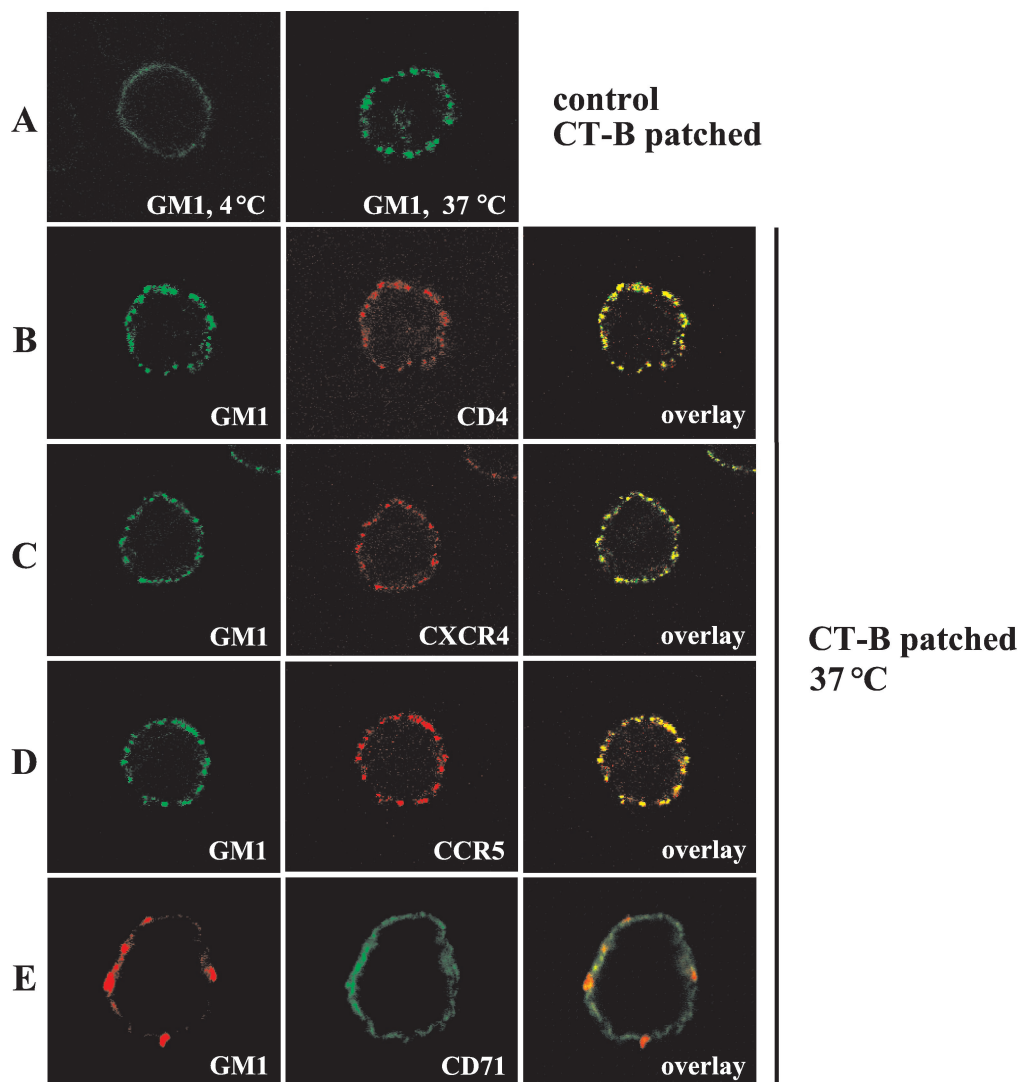 A
GM1, 4 °C
GM1, 37 °C
control
CT-B patched
B
GM1
CD4
overlay
C
GM1
CXCR4
overlay
CT-B patched
37 °C
D
GM1
CCR5
overlay
E
GM1
CD71
overlay